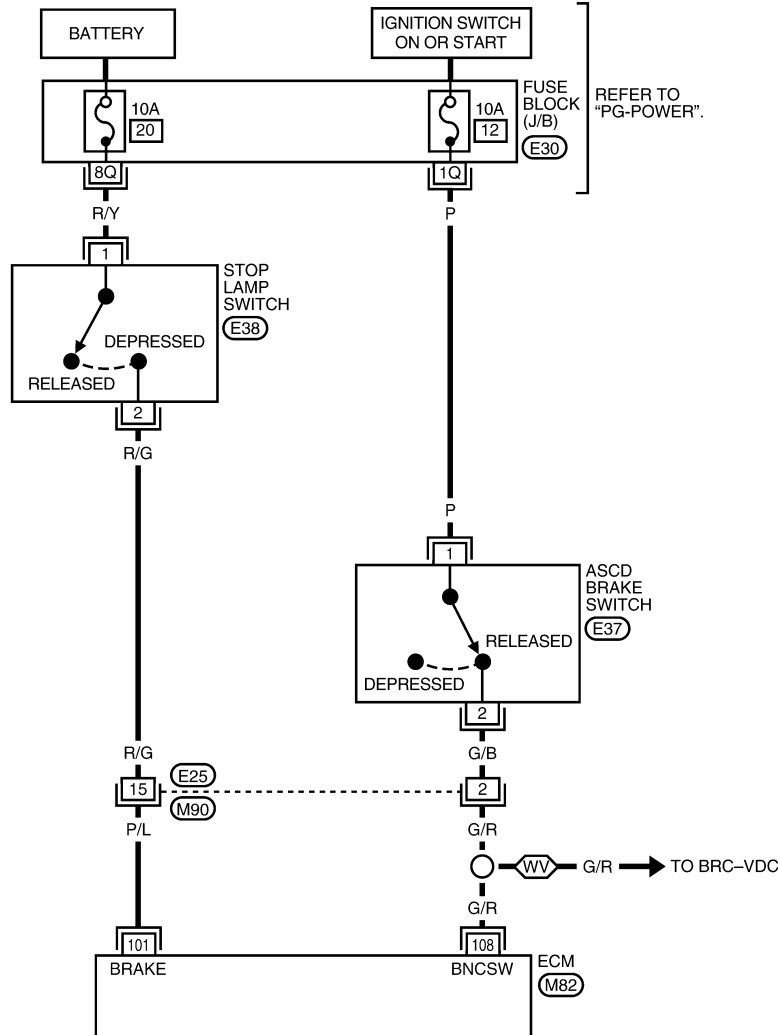 BATTERY
IGNITION SWITCH
ON OR START
10A
20
10A
12
FUSE
BLOCK
(J/B)
E30
REFER TO
“PG-POWER”.
8Q
1Q
R/Y
P
1
STOP
LAMP
SWITCH
E38
DEPRESSED
RELEASED
2
R/G
P
1
ASCD
BRAKE
SWITCH
E37
RELEASED
DEPRESSED
2
R/G
G/B
15
E25
M90
2
P/L
G/R
WV
G/R
TO BRC–VDC
G/R
101
108
BRAKE
BNCSW
ECM
M82